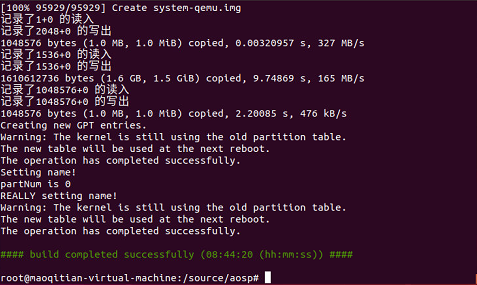 [100% 95929/95929] Create system-qemu.img
记录了1+0 的读入
记录了2048+0 的写出
1048576 bytes (1.0 MB, 1.0 MiB) copied, 0.00320957 s, 327 MB/s
记录了1536+0 的读入
记录了1536+0 的写出
1610612736 bytes (1.6 GB, 1.5 GiB) copied, 9.74869 s, 165 MB/s
记录了1048576+0 的读入
记录了1048576+0 的写出
1048576 bytes (1.0 MB, 1.0 MiB) copied, 2.20085 s, 476 kB/s
Creating new GPT entries.
Warning: The kernel is still using the old partition table.
The new table will be used at the next reboot.
The operation has completed successfully.
Setting name!
partNum is 0
REALLY setting name!
Warning: The kernel is still using the old partition table.
The new table will be used at the next reboot.
The operation has completed successfully.
#### build completed successfully (08:44:20 (hh:mm:ss)) ####
root@maoqitian-virtual-machine:/source/aosp#